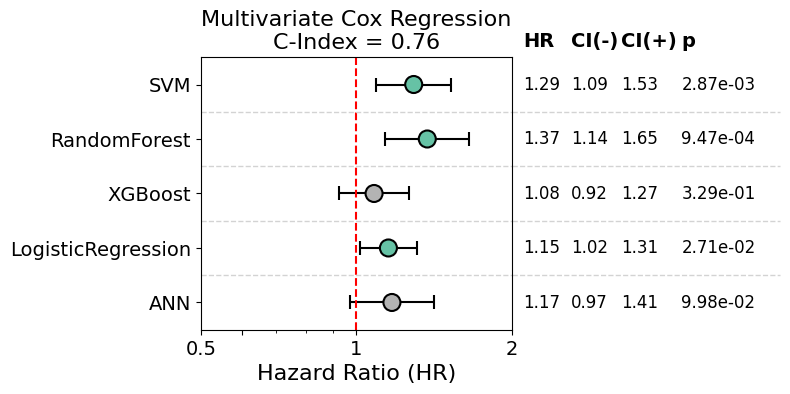 Multivariate Cox Regression
C-Index = 0.76
HR CI(-) CI(+) p
SVM 1.29 1.09 1.53 2.87e-03
RandomForest 1.37 1.14 1.65 9.47e-04
XGBoost 1.08 0.92 1.27 3.29e-01
LogisticRegression 1.15 1.02 1.31 2.71e-02
ANN 1.17 0.97 1.41 9.98e-02
0.5 1 2
Hazard Ratio (HR)